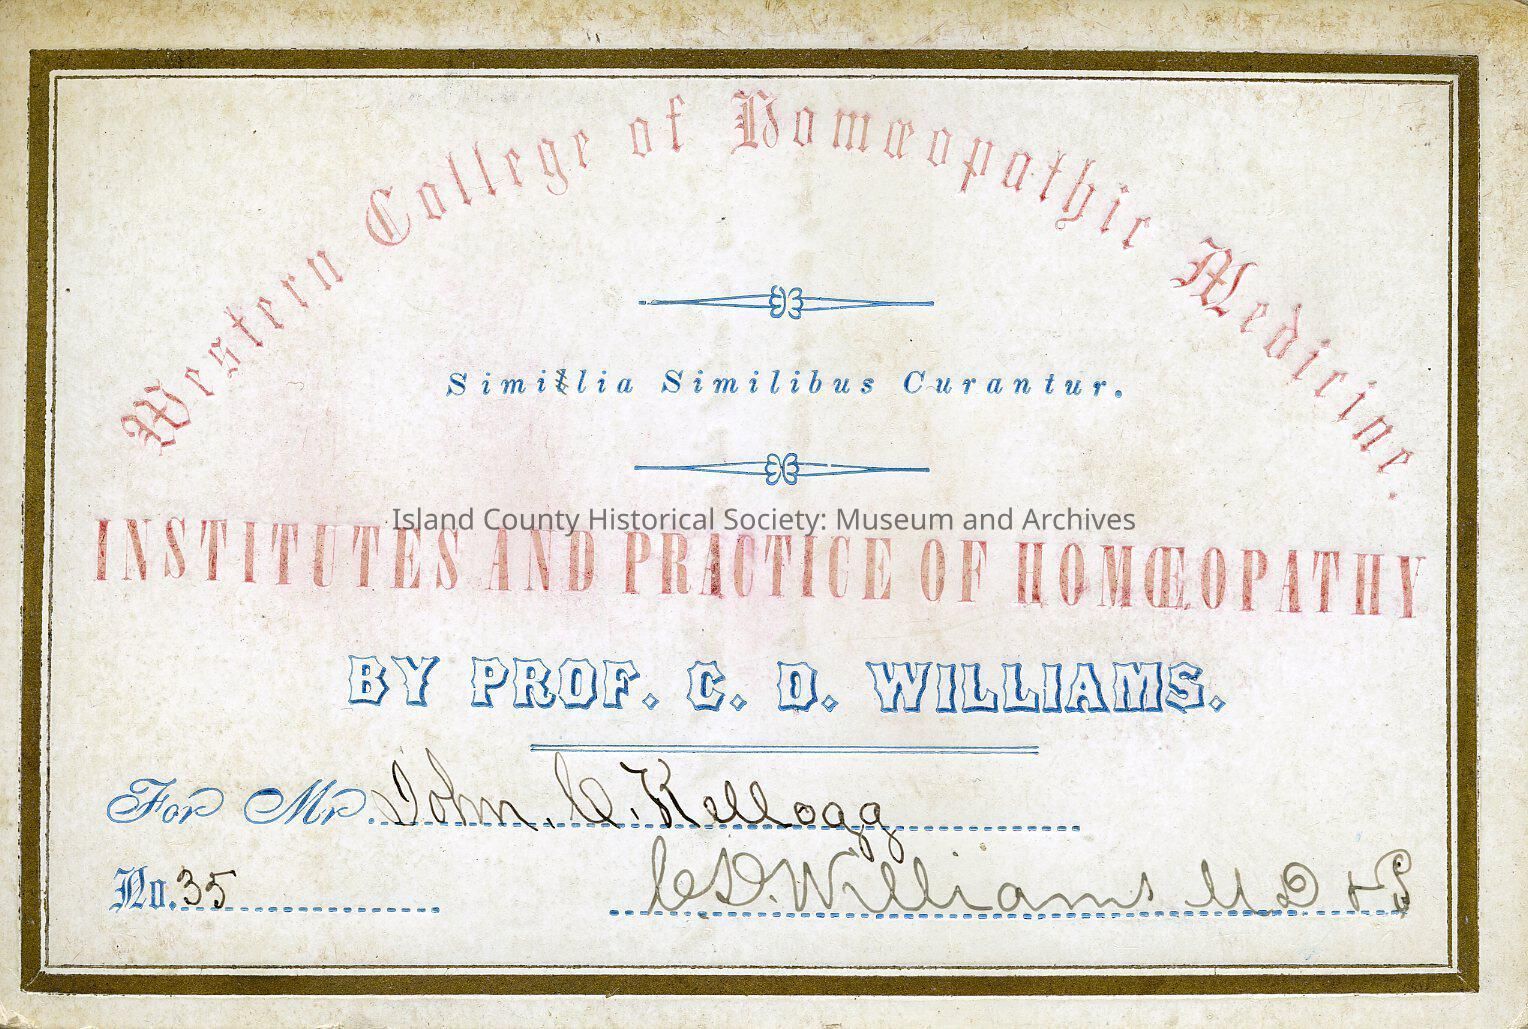 Western College of Homœopathic Medicine.
Simillia Similibus Curantur.
Island County Historical Society: Museum and Archives
INSTITUTES AND PRACTICE OF HOMŒOPATHY
BY PROF. C. D. WILLIAMS.
For Mr. John. C. Kellogg
No. 35
C D. Williams M D